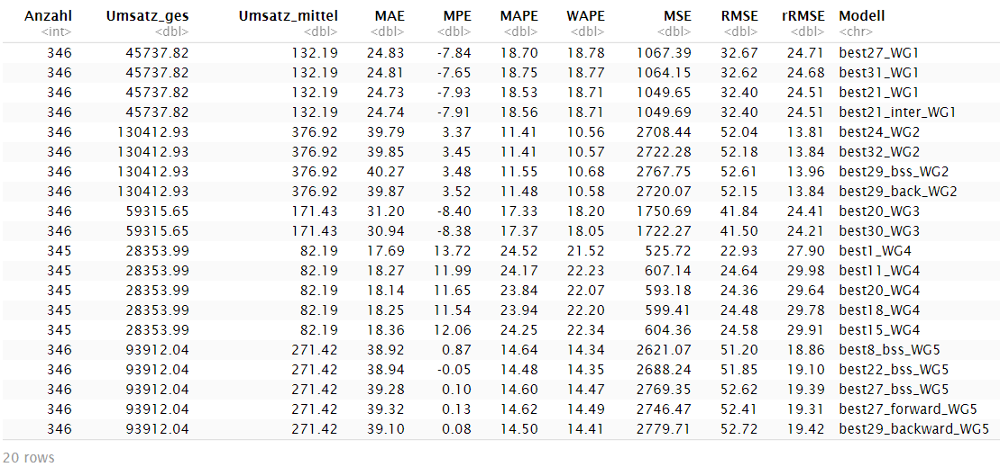 Anzahl Umsatz_ges Umsatz_mittel MAE MPE MAPE WAPE MSE RMSE rRMSE Modell
<int> <dbl> <dbl> <dbl> <dbl> <dbl> <dbl> <dbl> <dbl> <dbl> <chr>
346 45737.82 132.19 24.83 -7.84 18.70 18.78 1067.39 32.67 24.71 best27_WG1
346 45737.82 132.19 24.81 -7.65 18.75 18.77 1064.15 32.62 24.68 best31_WG1
346 45737.82 132.19 24.73 -7.93 18.53 18.71 1049.65 32.40 24.51 best21_WG1
346 45737.82 132.19 24.74 -7.91 18.56 18.71 1049.69 32.40 24.51 best21_inter_WG1
346 130412.93 376.92 39.79 3.37 11.41 10.56 2708.44 52.04 13.81 best24_WG2
346 130412.93 376.92 39.85 3.45 11.41 10.57 2722.28 52.18 13.84 best32_WG2
346 130412.93 376.92 40.27 3.48 11.55 10.68 2767.75 52.61 13.96 best29_bss_WG2
346 130412.93 376.92 39.87 3.52 11.48 10.58 2720.07 52.15 13.84 best29_back_WG2
346 59315.65 171.43 31.20 -8.40 17.33 18.20 1750.69 41.84 24.41 best20_WG3
346 59315.65 171.43 30.94 -8.38 17.37 18.05 1722.27 41.50 24.21 best30_WG3
345 28353.99 82.19 17.69 13.72 24.52 21.52 525.72 22.93 27.90 best1_WG4
345 28353.99 82.19 18.27 11.99 24.17 22.23 607.14 24.64 29.98 best11_WG4
345 28353.99 82.19 18.14 11.65 23.84 22.07 593.18 24.36 29.64 best20_WG4
345 28353.99 82.19 18.25 11.54 23.94 22.20 599.41 24.48 29.78 best18_WG4
345 28353.99 82.19 18.36 12.06 24.25 22.34 604.36 24.58 29.91 best15_WG4
346 93912.04 271.42 38.92 0.87 14.64 14.34 2621.07 51.20 18.86 best8_bss_WG5
346 93912.04 271.42 38.94 -0.05 14.48 14.35 2688.24 51.85 19.10 best22_bss_WG5
346 93912.04 271.42 39.28 0.10 14.60 14.47 2769.35 52.62 19.39 best27_bss_WG5
346 93912.04 271.42 39.32 0.13 14.62 14.49 2746.47 52.41 19.31 best27_forward_WG5
346 93912.04 271.42 39.10 0.08 14.50 14.41 2779.71 52.72 19.42 best29_backward_WG5
20 rows